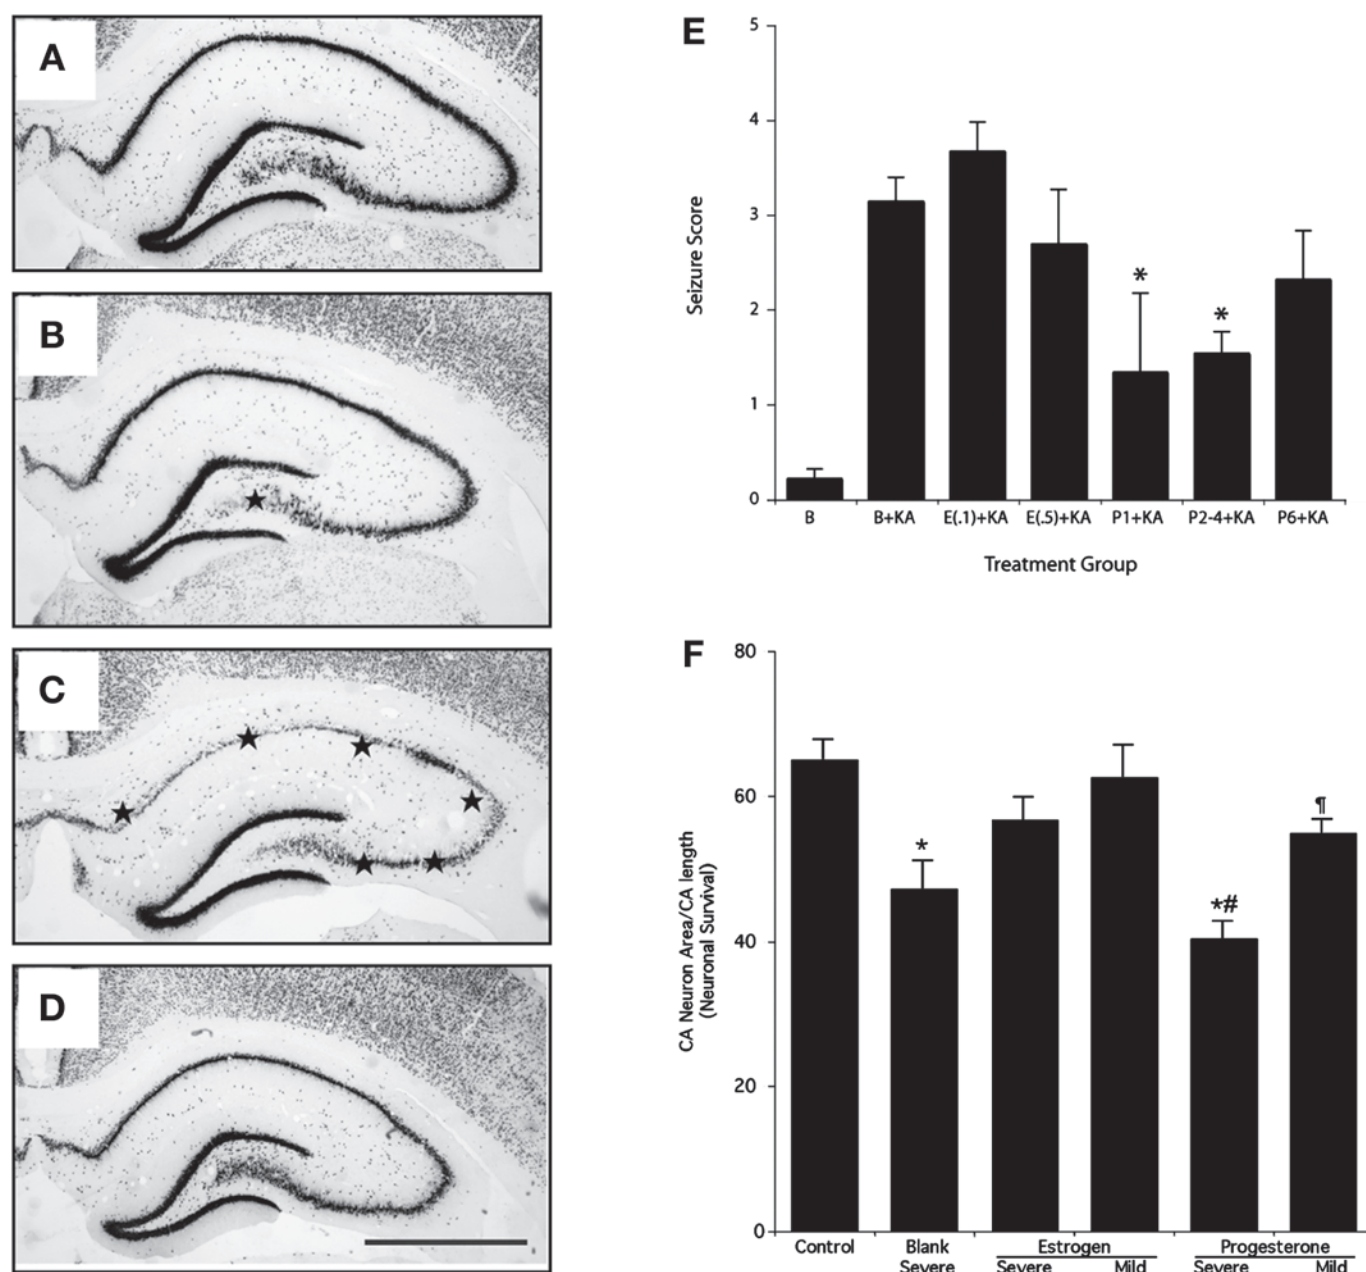 A
B
C
D
E
5
4
3
2
1
0
Seizure Score
*
*
B B+KA E(.1)+KA E(.5)+KA P1+KA P2-4+KA P6+KA
Treatment Group
F
80
60
40
20
0
CA Neuron Area/CA length
(Neuronal Survival)
*
*#
¶
Control Blank Estrogen Progesterone
Severe Severe Mild Severe Mild